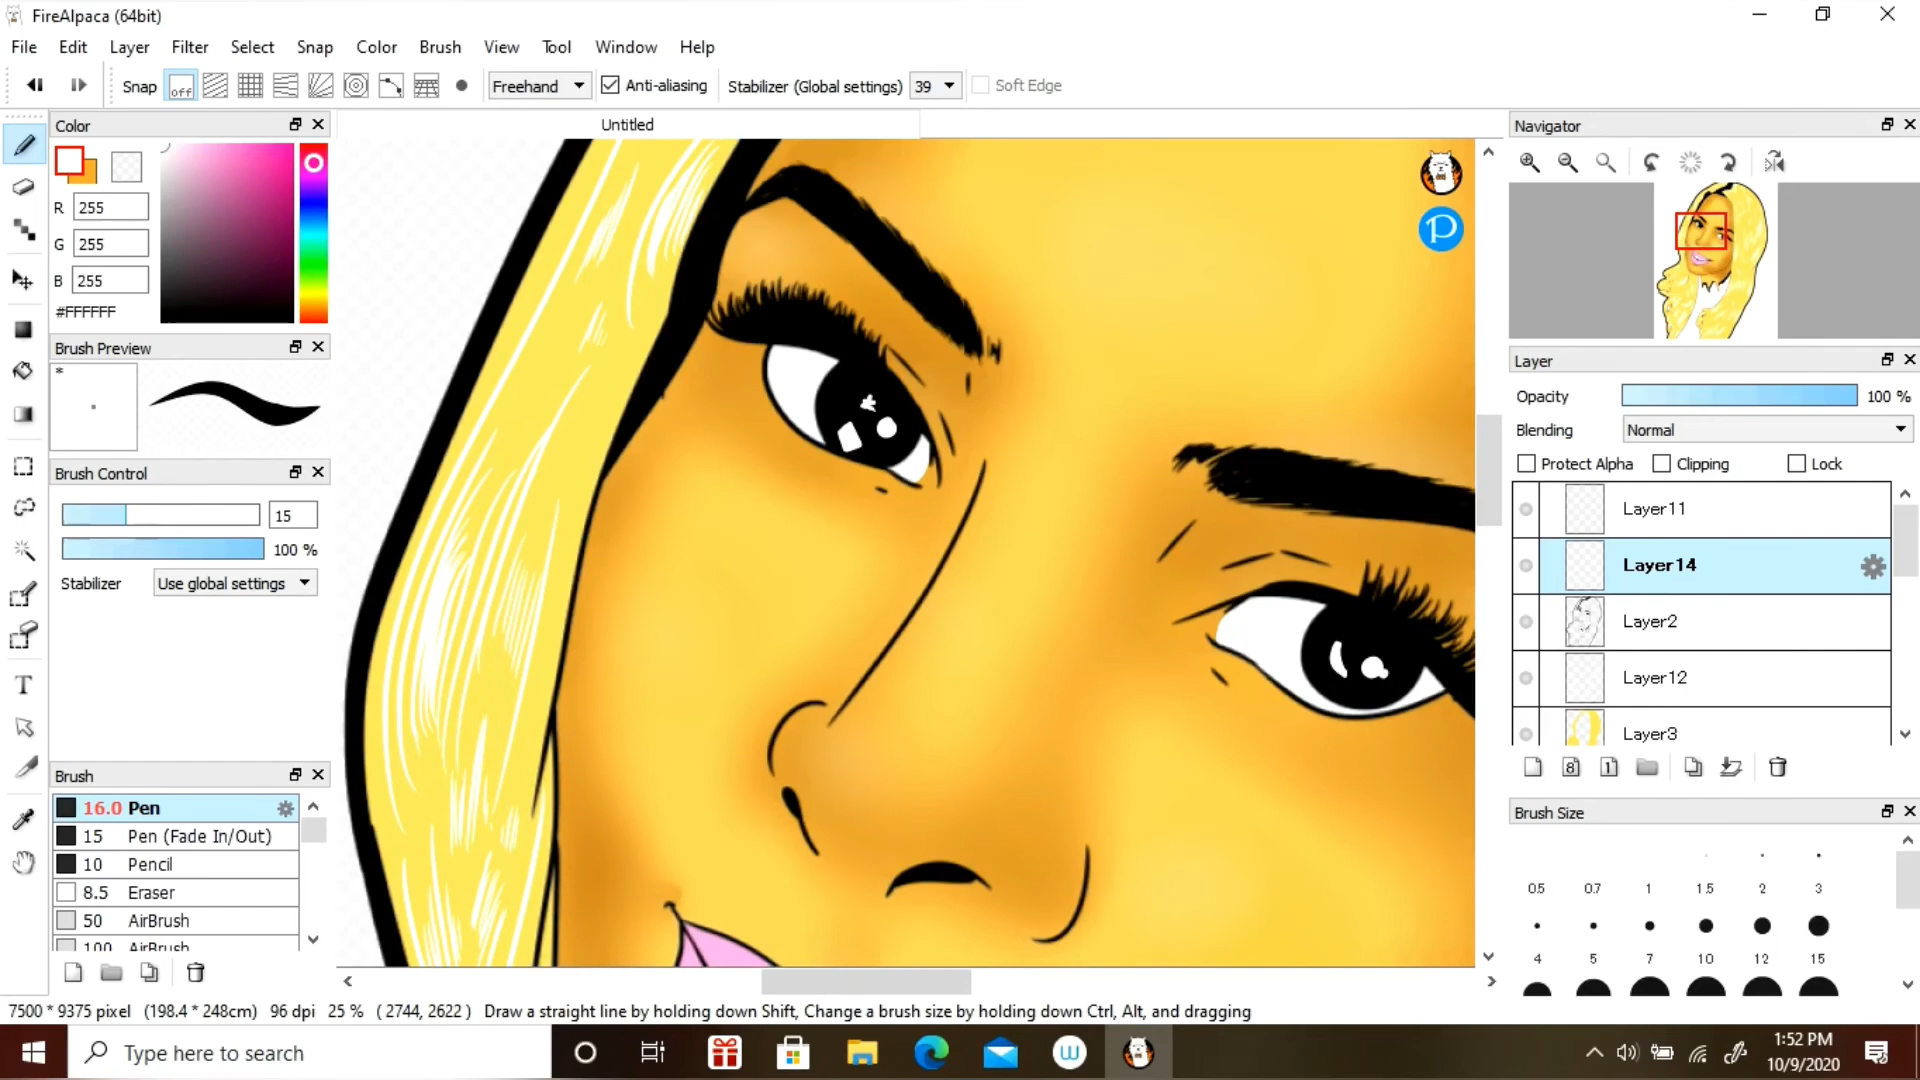 FireAlpaca (64bit)
File Edit Layer Filter Select Snap Color Brush View Tool Window Help
Snap off Freehand Anti-aliasing Stabilizer (Global settings) 39 Soft Edge
Color
Untitled
Navigator
R 255
G 255
B 255
#FFFFFF
Brush Preview
*
Brush Control
15
100 %
Stabilizer Use global settings
Brush
16.0 Pen
15 Pen (Fade In/Out)
10 Pencil
8.5 Eraser
50 AirBrush
100 AirBrush
P
Layer
Opacity 100 %
Blending Normal
Protect Alpha Clipping Lock
Layer11
Layer14
Layer2
Layer12
Layer3
8 1
Brush Size
0.5 0.7 1 1.5 2 3
4 5 7 10 12 15
7500 * 9375 pixel (198.4 * 248cm) 96 dpi 25 % ( 2744, 2622 ) Draw a straight line by holding down Shift, Change a brush size by holding down Ctrl, Alt, and dragging
Type here to search
W
1:52 PM
10/9/2020